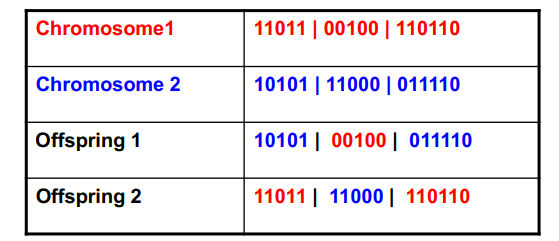 Chromosome1 11011 | 00100 | 110110
Chromosome 2 10101 | 11000 | 011110
Offspring 1 10101 | 00100 | 011110
Offspring 2 11011 | 11000 | 110110